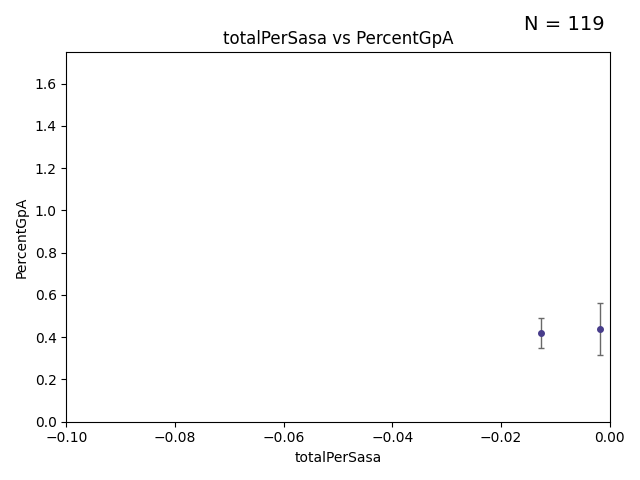 N = 119
totalPerSasa vs PercentGpA
1.6
1.4
1.2
1.0
0.8
0.6
0.4
0.2
0.0
PercentGpA
−0.10 −0.08 −0.06 −0.04 −0.02 0.00
totalPerSasa